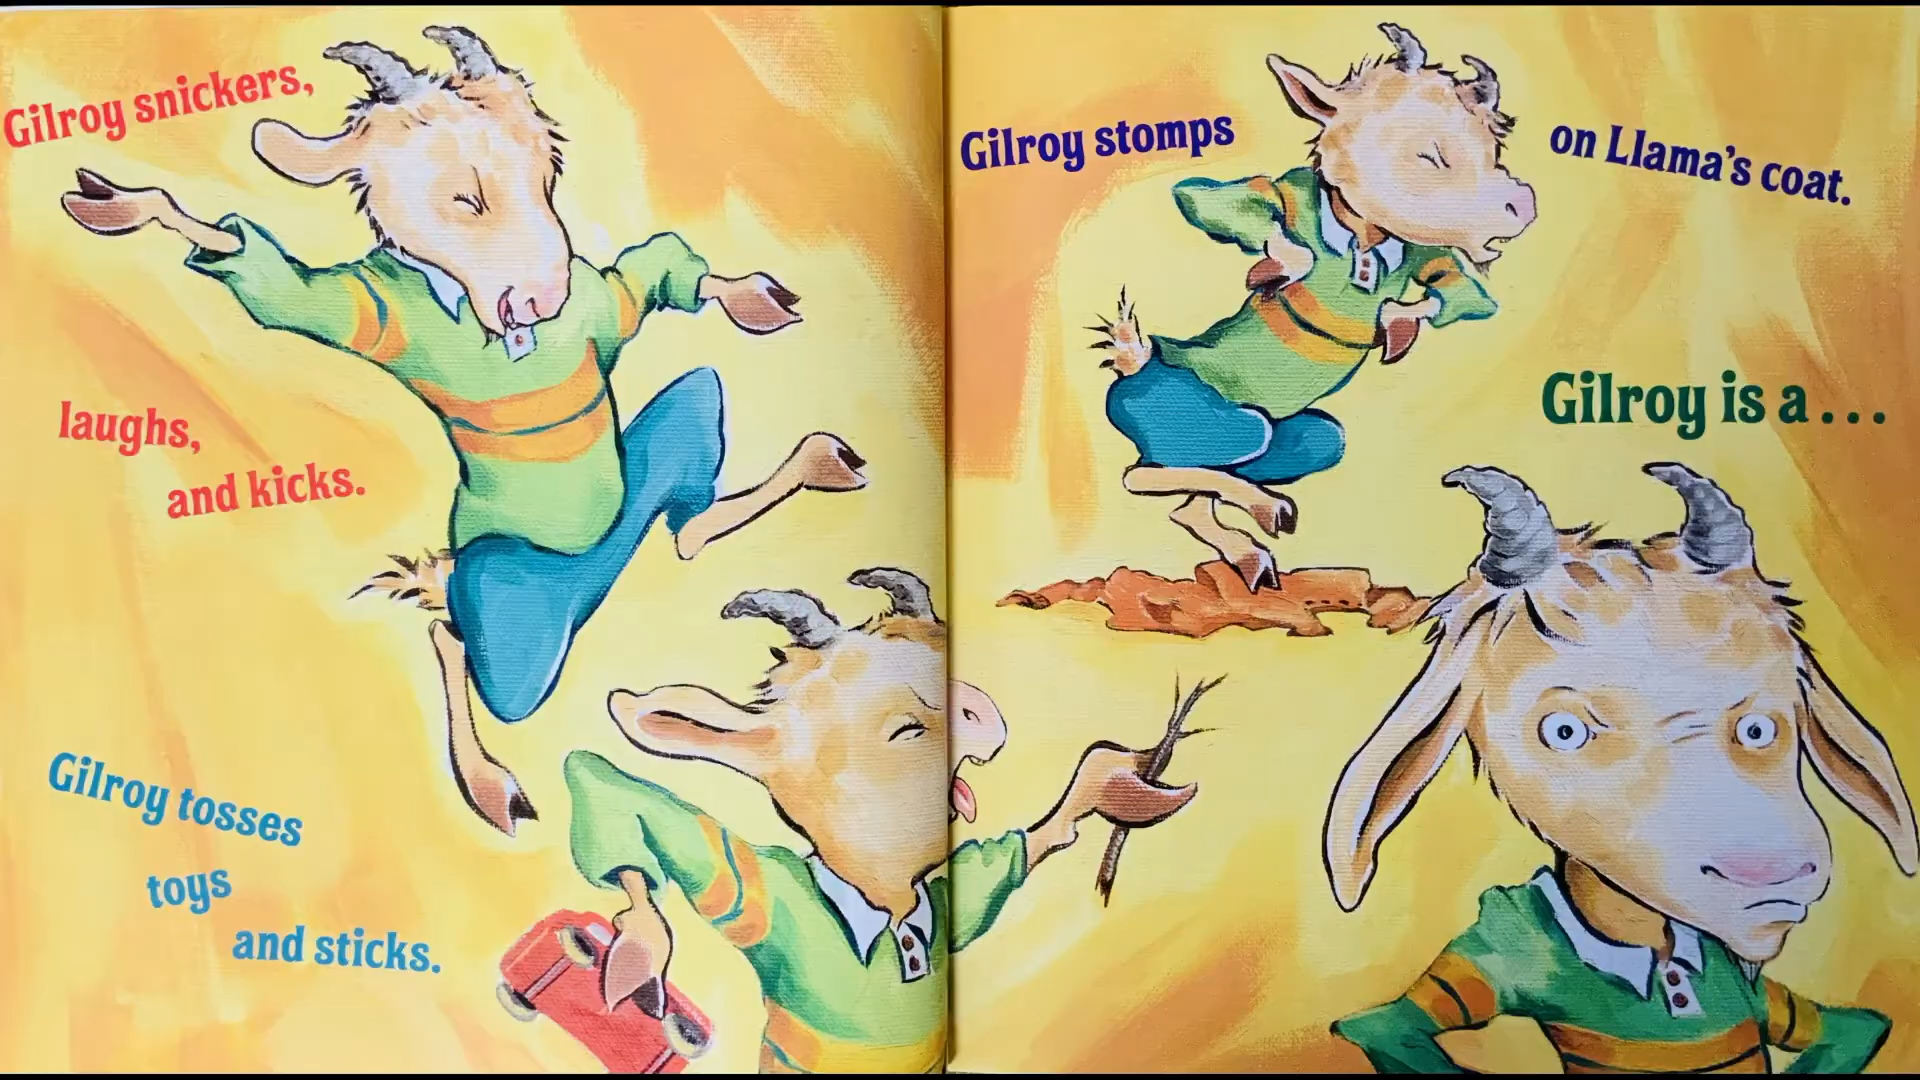 Gilroy snickers,
laughs,
and kicks.
Gilroy tosses
toys
and sticks.
Gilroy stomps
on Llama's coat.
Gilroy is a . . .